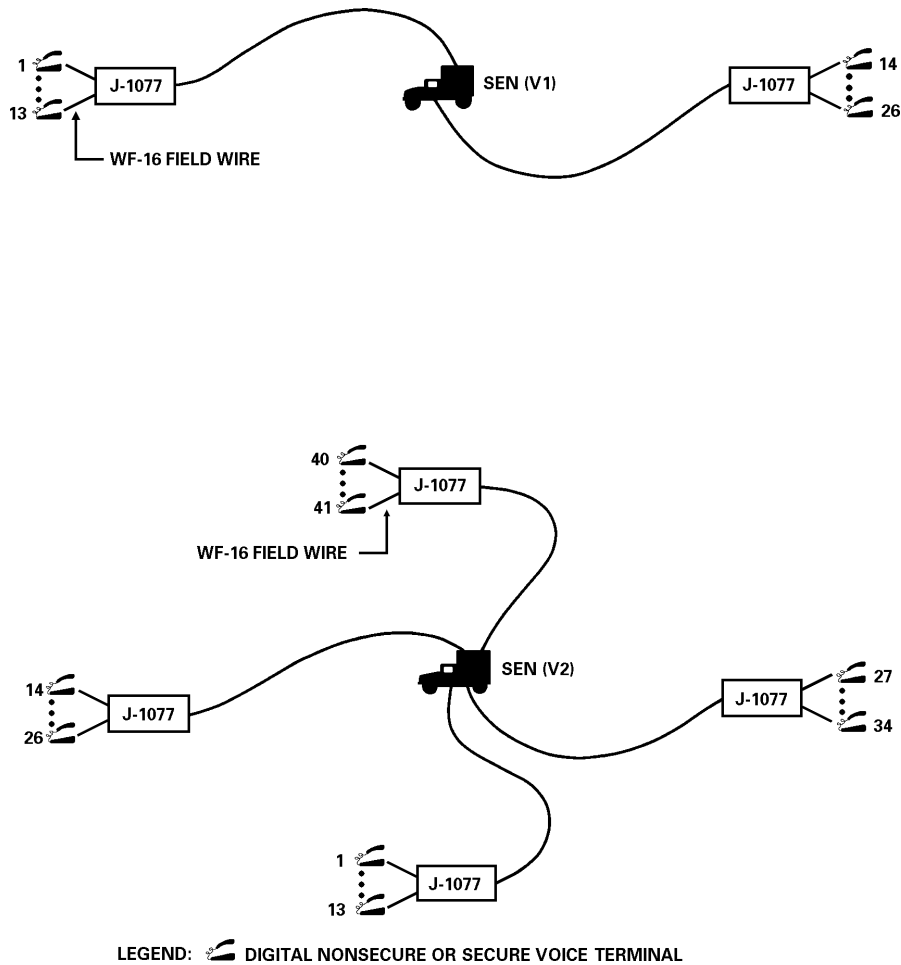 1
13
J-1077
WF-16 FIELD WIRE
SEN (V1)
J-1077
14
26
40
41
J-1077
WF-16 FIELD WIRE
14
26
J-1077
SEN (V2)
J-1077
27
34
1
13
J-1077
LEGEND: DIGITAL NONSECURE OR SECURE VOICE TERMINAL